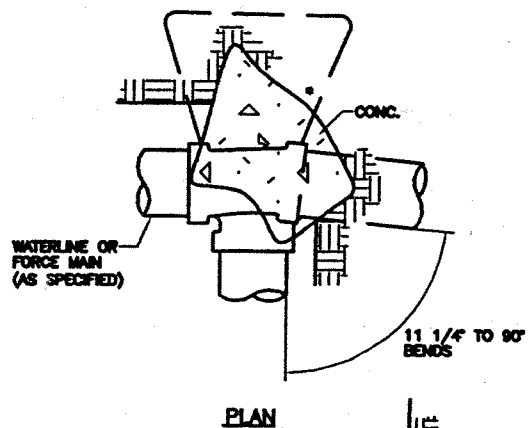 *
CONC.
WATERLINE OR
FORCE MAIN
(AS SPECIFIED)
11 1/4° TO 90°
BENDS
PLAN